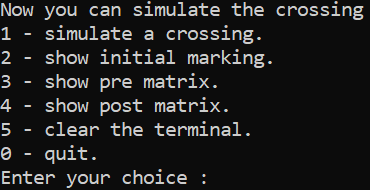 Now you can simulate the crossing
1 - simulate a crossing.
2 - show initial marking.
3 - show pre matrix.
4 - show post matrix.
5 - clear the terminal.
0 - quit.
Enter your choice :